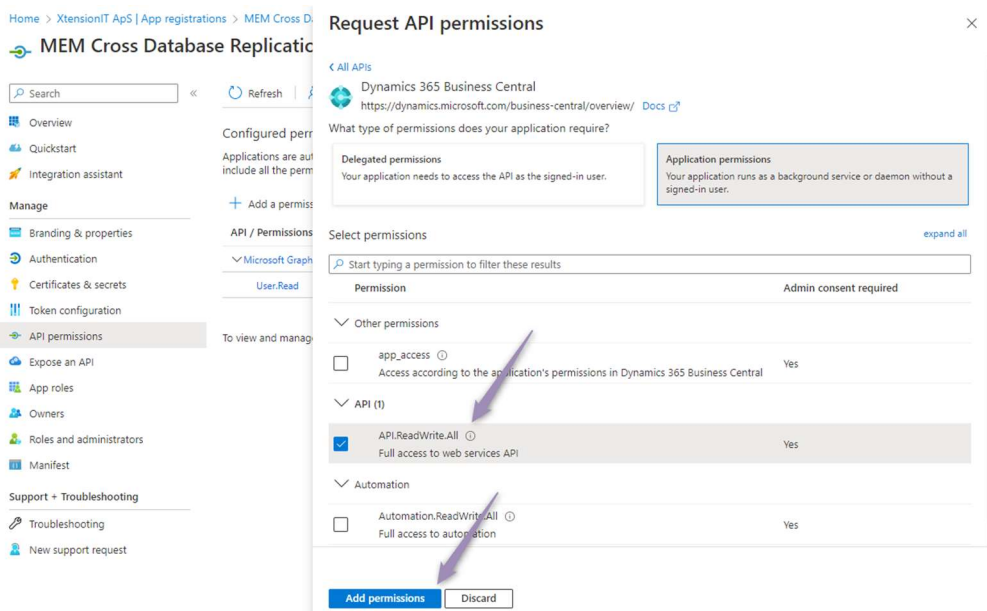 Home > XtensionIT ApS | App registrations > MEM Cross D
MEM Cross Database Replicatio
Search
«
Refresh
Overview
Quickstart
Integration assistant
Manage
Branding & properties
Authentication
Certificates & secrets
Token configuration
API permissions
Expose an API
App roles
Owners
Roles and administrators
Manifest
Support + Troubleshooting
Troubleshooting
New support request
Configured perr
Applications are aut
include all the perm
Add a permiss
API / Permissions
Microsoft Graph
User.Read
To view and manag
Request API permissions
All APIs
Dynamics 365 Business Central
https://dynamics.microsoft.com/business-central/overview/ Docs
What type of permissions does your application require?
Delegated permissions
Your application needs to access the API as the signed-in user.
Application permissions
Your application runs as a background service or daemon without a
signed-in user.
Select permissions
expand all
Start typing a permission to filter these results
Permission
Admin consent required
Other permissions
app_access
Access according to the application's permissions in Dynamics 365 Business Central
Yes
API (1)
API.ReadWrite.All
Full access to web services API
Yes
Automation
Automation.ReadWrite.All
Full access to automation
Yes
Add permissions
Discard